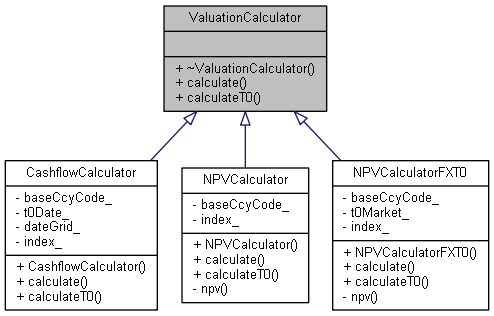 ValuationCalculator
+ ~ValuationCalculator()
+ calculate()
+ calculateT0()
CashflowCalculator
- baseCcyCode_
- t0Date_
- dateGrid_
- index_
+ CashflowCalculator()
+ calculate()
+ calculateT0()
NPVCalculator
- baseCcyCode_
- index_
+ NPVCalculator()
+ calculate()
+ calculateT0()
- npv()
NPVCalculatorFXT0
- baseCcyCode_
- t0Market_
- index_
+ NPVCalculatorFXT0()
+ calculate()
+ calculateT0()
- npv()